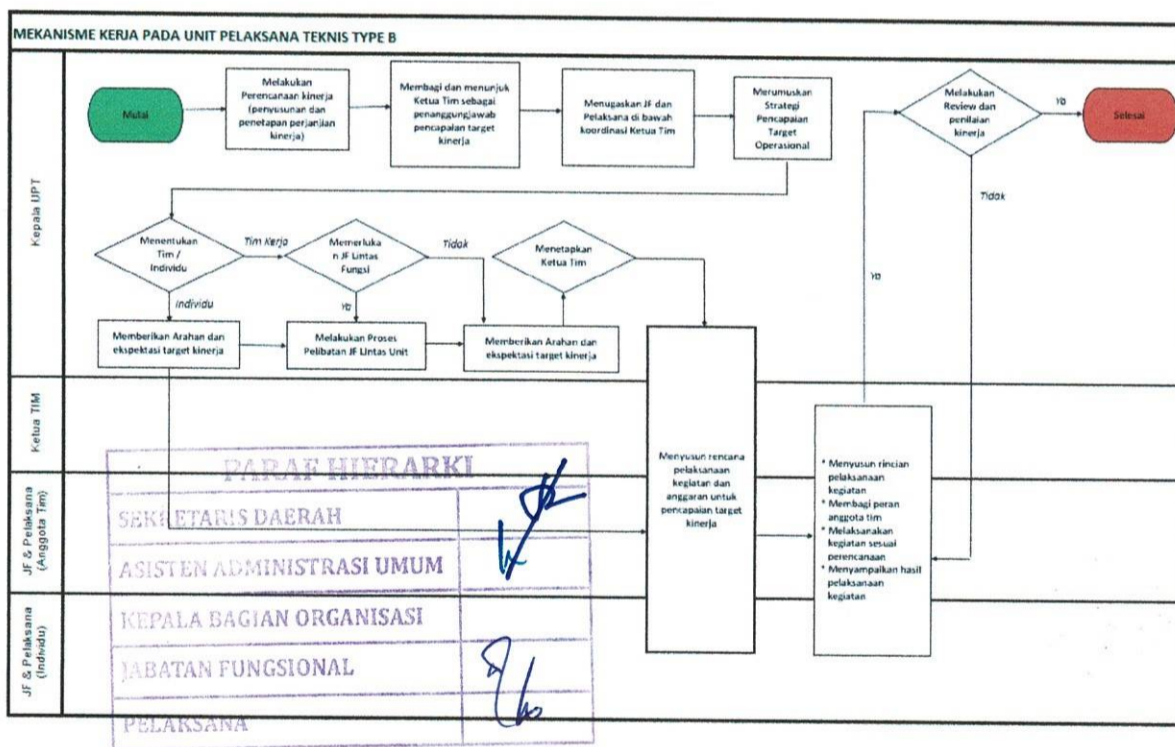 MEKANISME KERJA PADA UNIT PELAKSANA TEKNIS TYPE B
Kepala UPT
Mulai
Melakukan
Perencanaan kinerja
(penyusunan dan
penetapan perjanjian
kinerja)
Membagi dan menunjuk
Ketua Tim sebagai
penanggungjawab
pencapaian target
kinerja
Menugaskan JF dan
Pelaksana di bawah
koordinasi Ketua Tim
Merumuskan
Strategi
Pencapaian
Target
Operasional
Melakukan
Review dan
penilaian
kinerja
Ya
Selesai
Tidak
Menentukan
Tim /
Individu
Tim Kerja
Memerluka
n JF Lintas
Fungsi
Tidak
Menetapkan
Ketua Tim
Individu
Ya
Ya
Memberikan Arahan dan
ekspektasi target kinerja
Melakukan Proses
Pelibatan JF Lintas Unit
Memberikan Arahan dan
ekspektasi target kinerja
Ketua TIM
Menyusun rencana
pelaksanaan
kegiatan dan
anggaran untuk
pencapaian target
kinerja
* Menyusun rincian
pelaksanaan
kegiatan
* Membagi peran
anggota tim
* Melaksanakan
kegiatan sesuai
perencanaan
* Menyampaikan hasil
pelaksanaan
kegiatan
JF & Pelaksana
(Anggota Tim)
JF & Pelaksana
(Individu)
PARAF HIERARKI
SEKRETARIS DAERAH
ASISTEN ADMINISTRASI UMUM
KEPALA BAGIAN ORGANISASI
JABATAN FUNGSIONAL
PELAKSANA